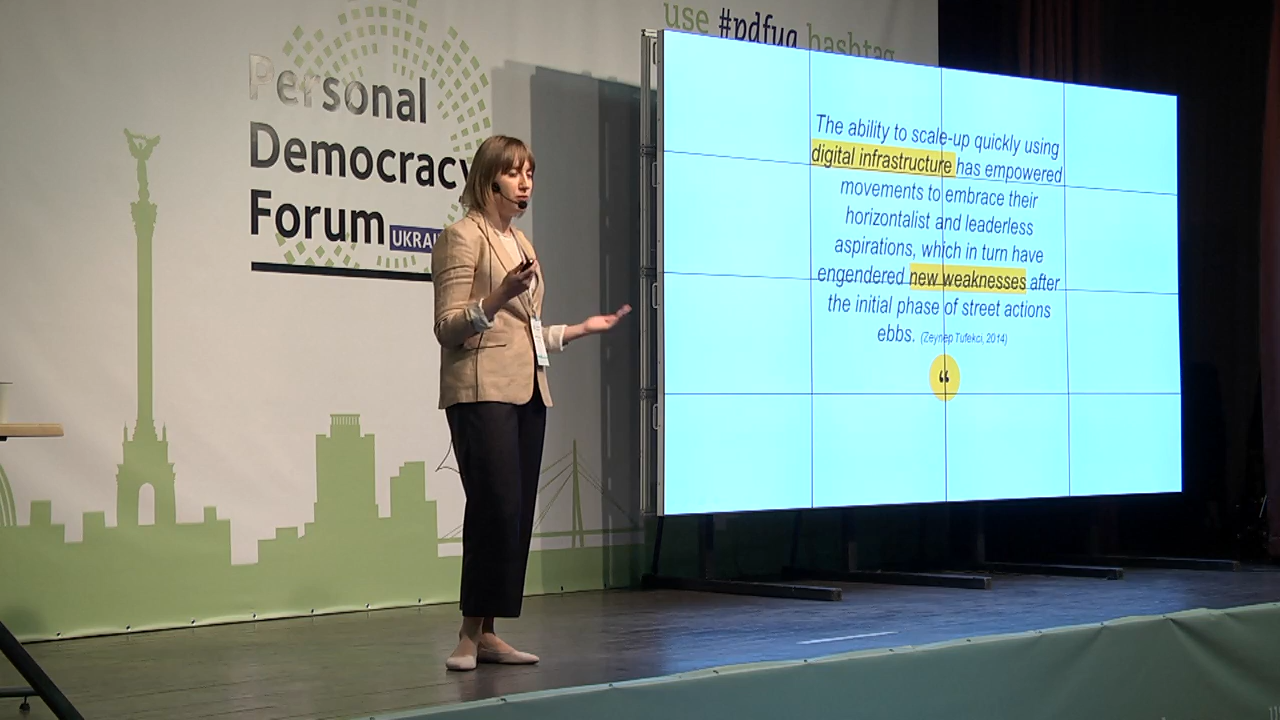 use #pdfua hashtag
Personal
Democracy
Forum
The ability to scale-up quickly using
digital infrastructure has empowered
movements to embrace their
horizontalist and leaderless
aspirations, which in turn have
engendered new weaknesses after
the initial phase of street actions
ebbs. (Zeynep Tufekci, 2014)
“